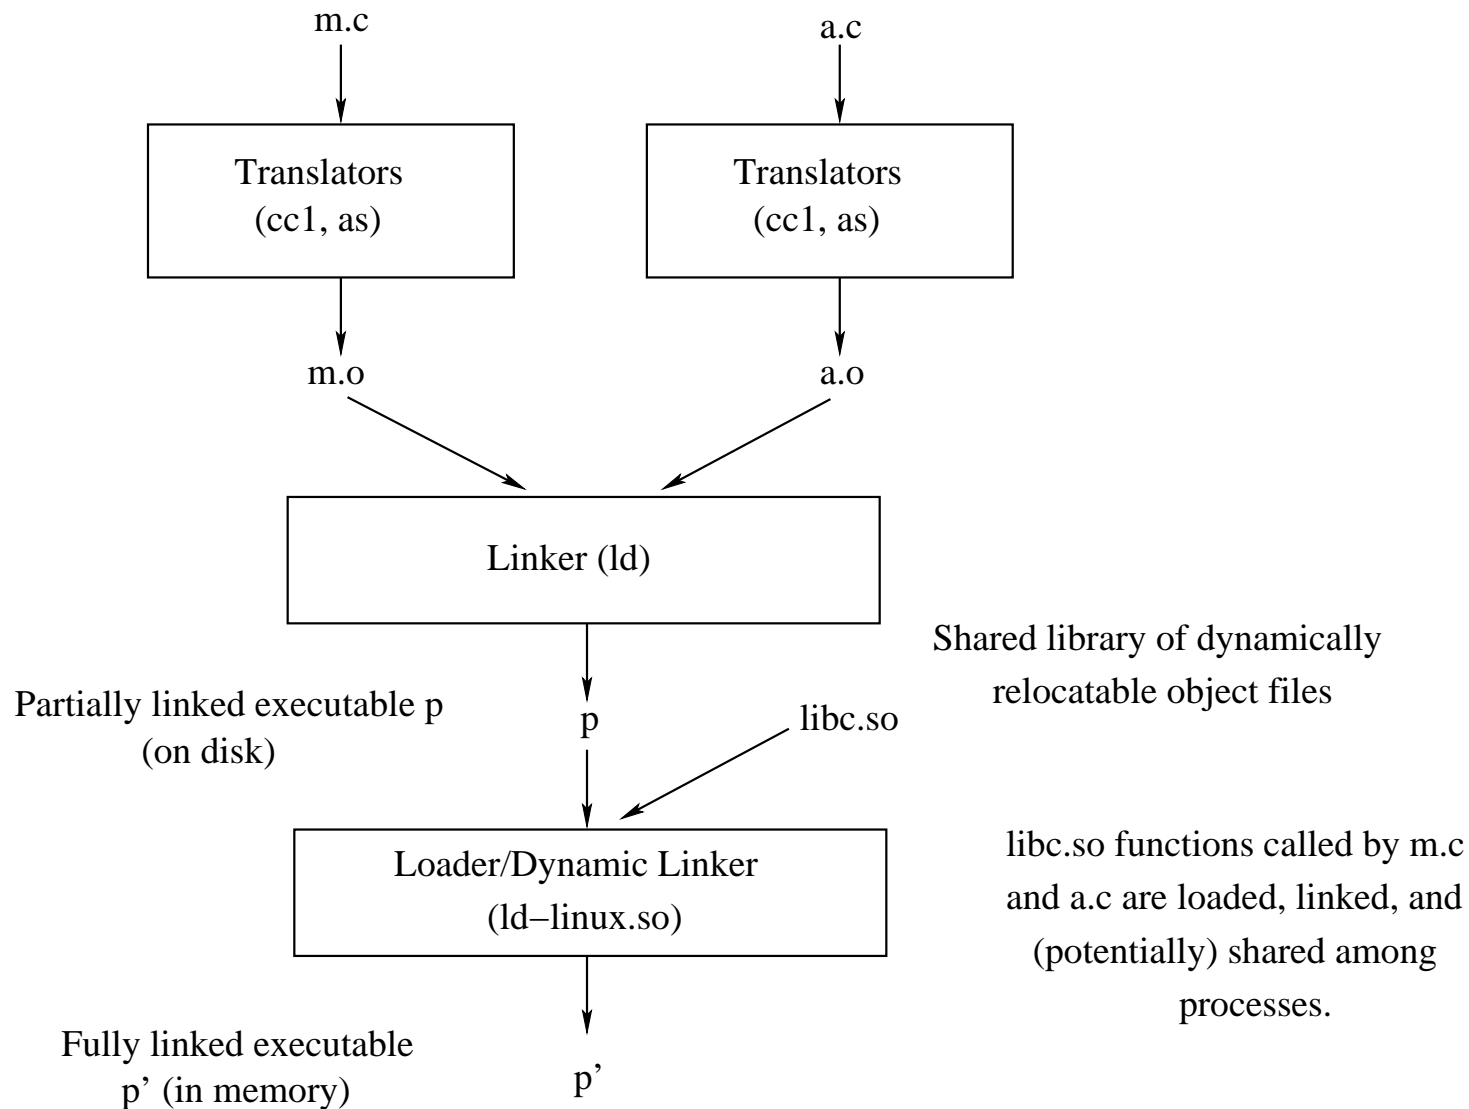 m.c
a.c
Translators
(cc1, as)
Translators
(cc1, as)
m.o
a.o
Linker (ld)
Shared library of dynamically
relocatable object files
Partially linked executable p
(on disk)
p
libc.so
Loader/Dynamic Linker
(ld−linux.so)
libc.so functions called by m.c
and a.c are loaded, linked, and
(potentially) shared among
processes.
Fully linked executable
p’ (in memory)
p’